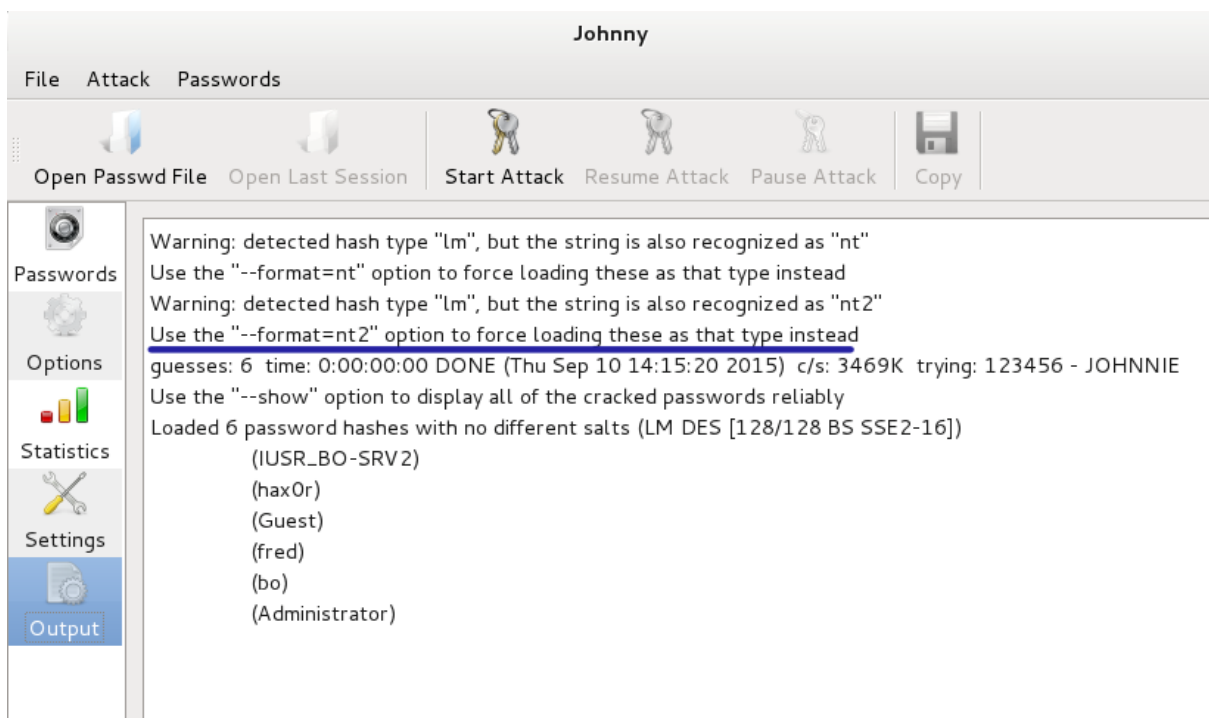 Johnny
File Attack Passwords
Open Passwd File Open Last Session Start Attack Resume Attack Pause Attack Copy
Passwords
Options
Statistics
Settings
Output
Warning: detected hash type "lm", but the string is also recognized as "nt"
Use the "--format=nt" option to force loading these as that type instead
Warning: detected hash type "lm", but the string is also recognized as "nt2"
Use the "--format=nt2" option to force loading these as that type instead
guesses: 6 time: 0:00:00:00 DONE (Thu Sep 10 14:15:20 2015) c/s: 3469K trying: 123456 - JOHNNIE
Use the "--show" option to display all of the cracked passwords reliably
Loaded 6 password hashes with no different salts (LM DES [128/128 BS SSE2-16])
(IUSR_BO-SRV2)
(hax0r)
(Guest)
(fred)
(bo)
(Administrator)